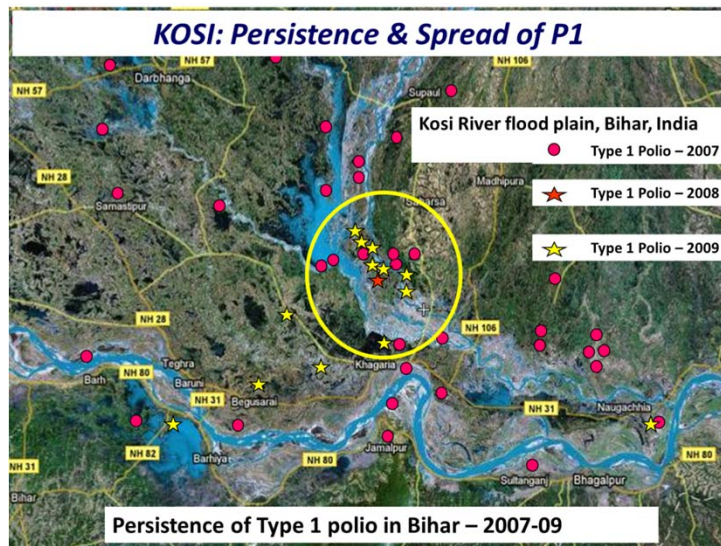 KOSI: Persistence & Spread of P1
NH 57
NH 106
NH 57
Darbhanga
Supaul
Kosi River flood plain, Bihar, India
Type 1 Polio – 2007
NH 28
Madhipura
Type 1 Polio – 2008
Samastipur
Saharsa
Type 1 Polio – 2009
NH 28
NH 106
Teghra
Barh
NH 80
Baruni
Khagaria
NH 31
Begusarai
NH 31
Naugachhia
NH 82
Barhiya
Jamalpur
NH 31
NH 80
NH 80
Sultanganj
Bhagalpur
Bihar
Persistence of Type 1 polio in Bihar – 2007-09